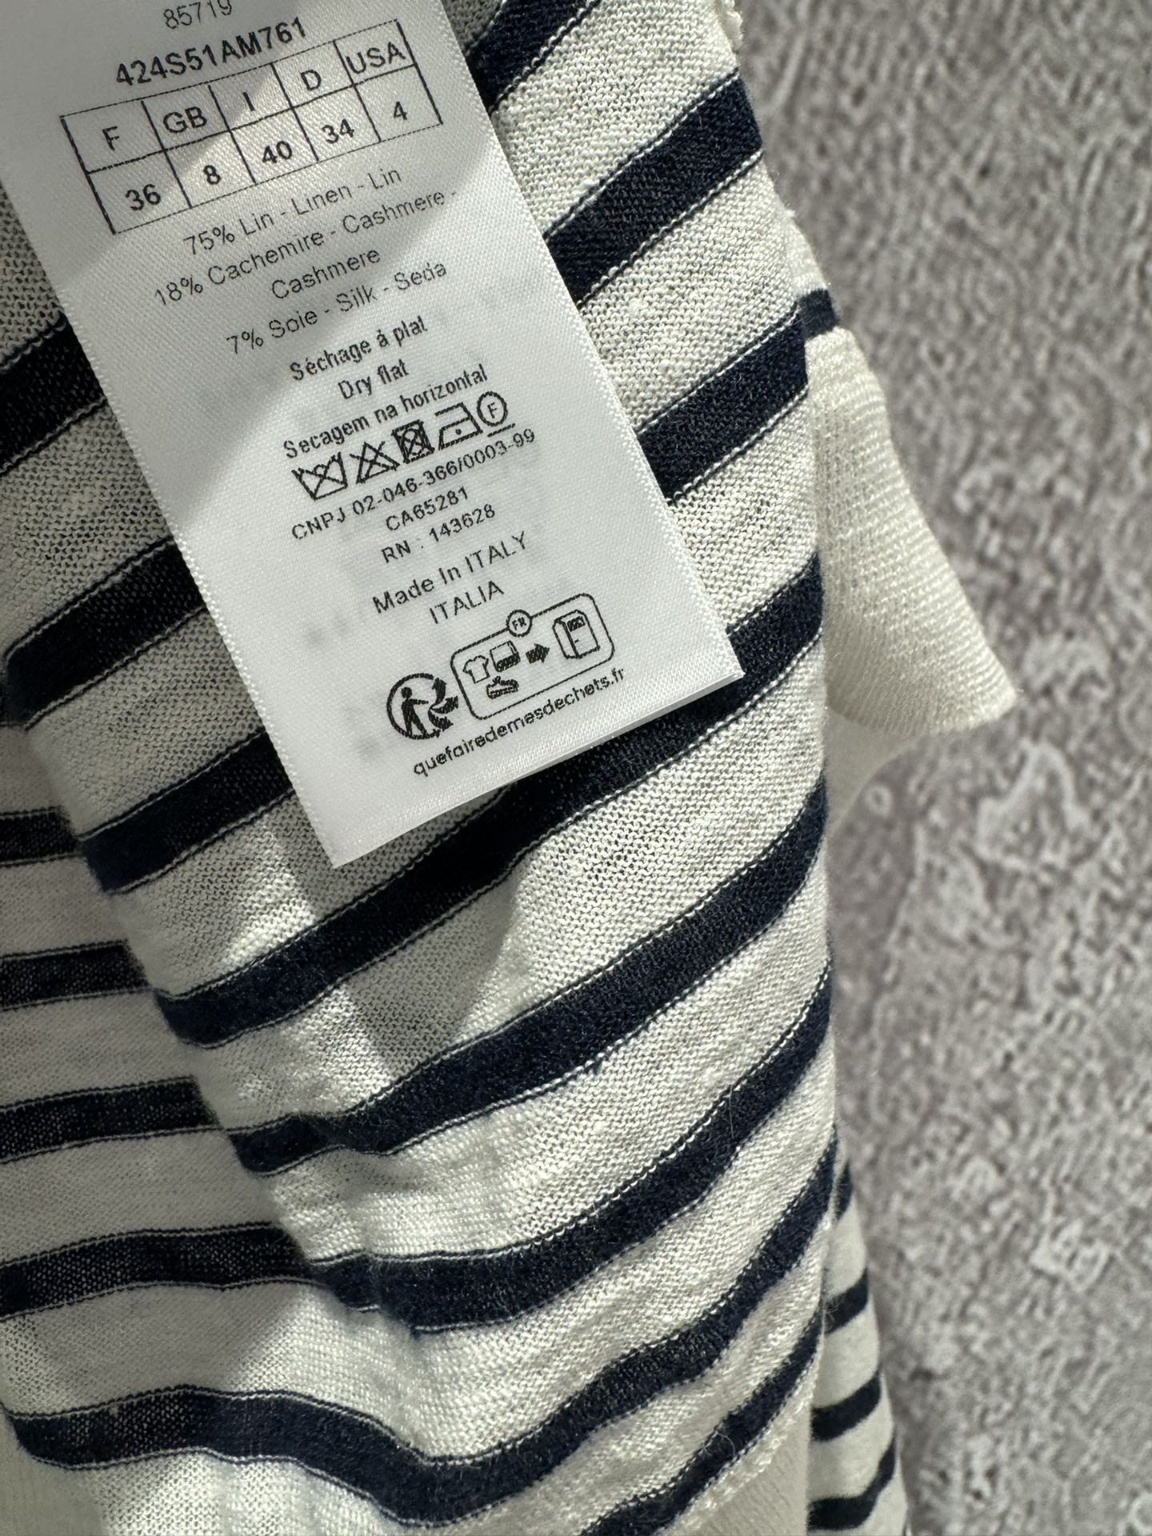 85719
424S51AM761
F GB I D USA
36 8 40 34 4
75% Lin - Linen - Lin
18% Cachemire - Cashmere -
Cashmere
7% Soie - Silk - Seda
Séchage à plat
Dry flat
Secagem na horizontal
F
CNPJ 02-046-366/0003-99
CA65281
RN : 143628
Made In ITALY
ITALIA
FR
quefairedemesdechets.fr